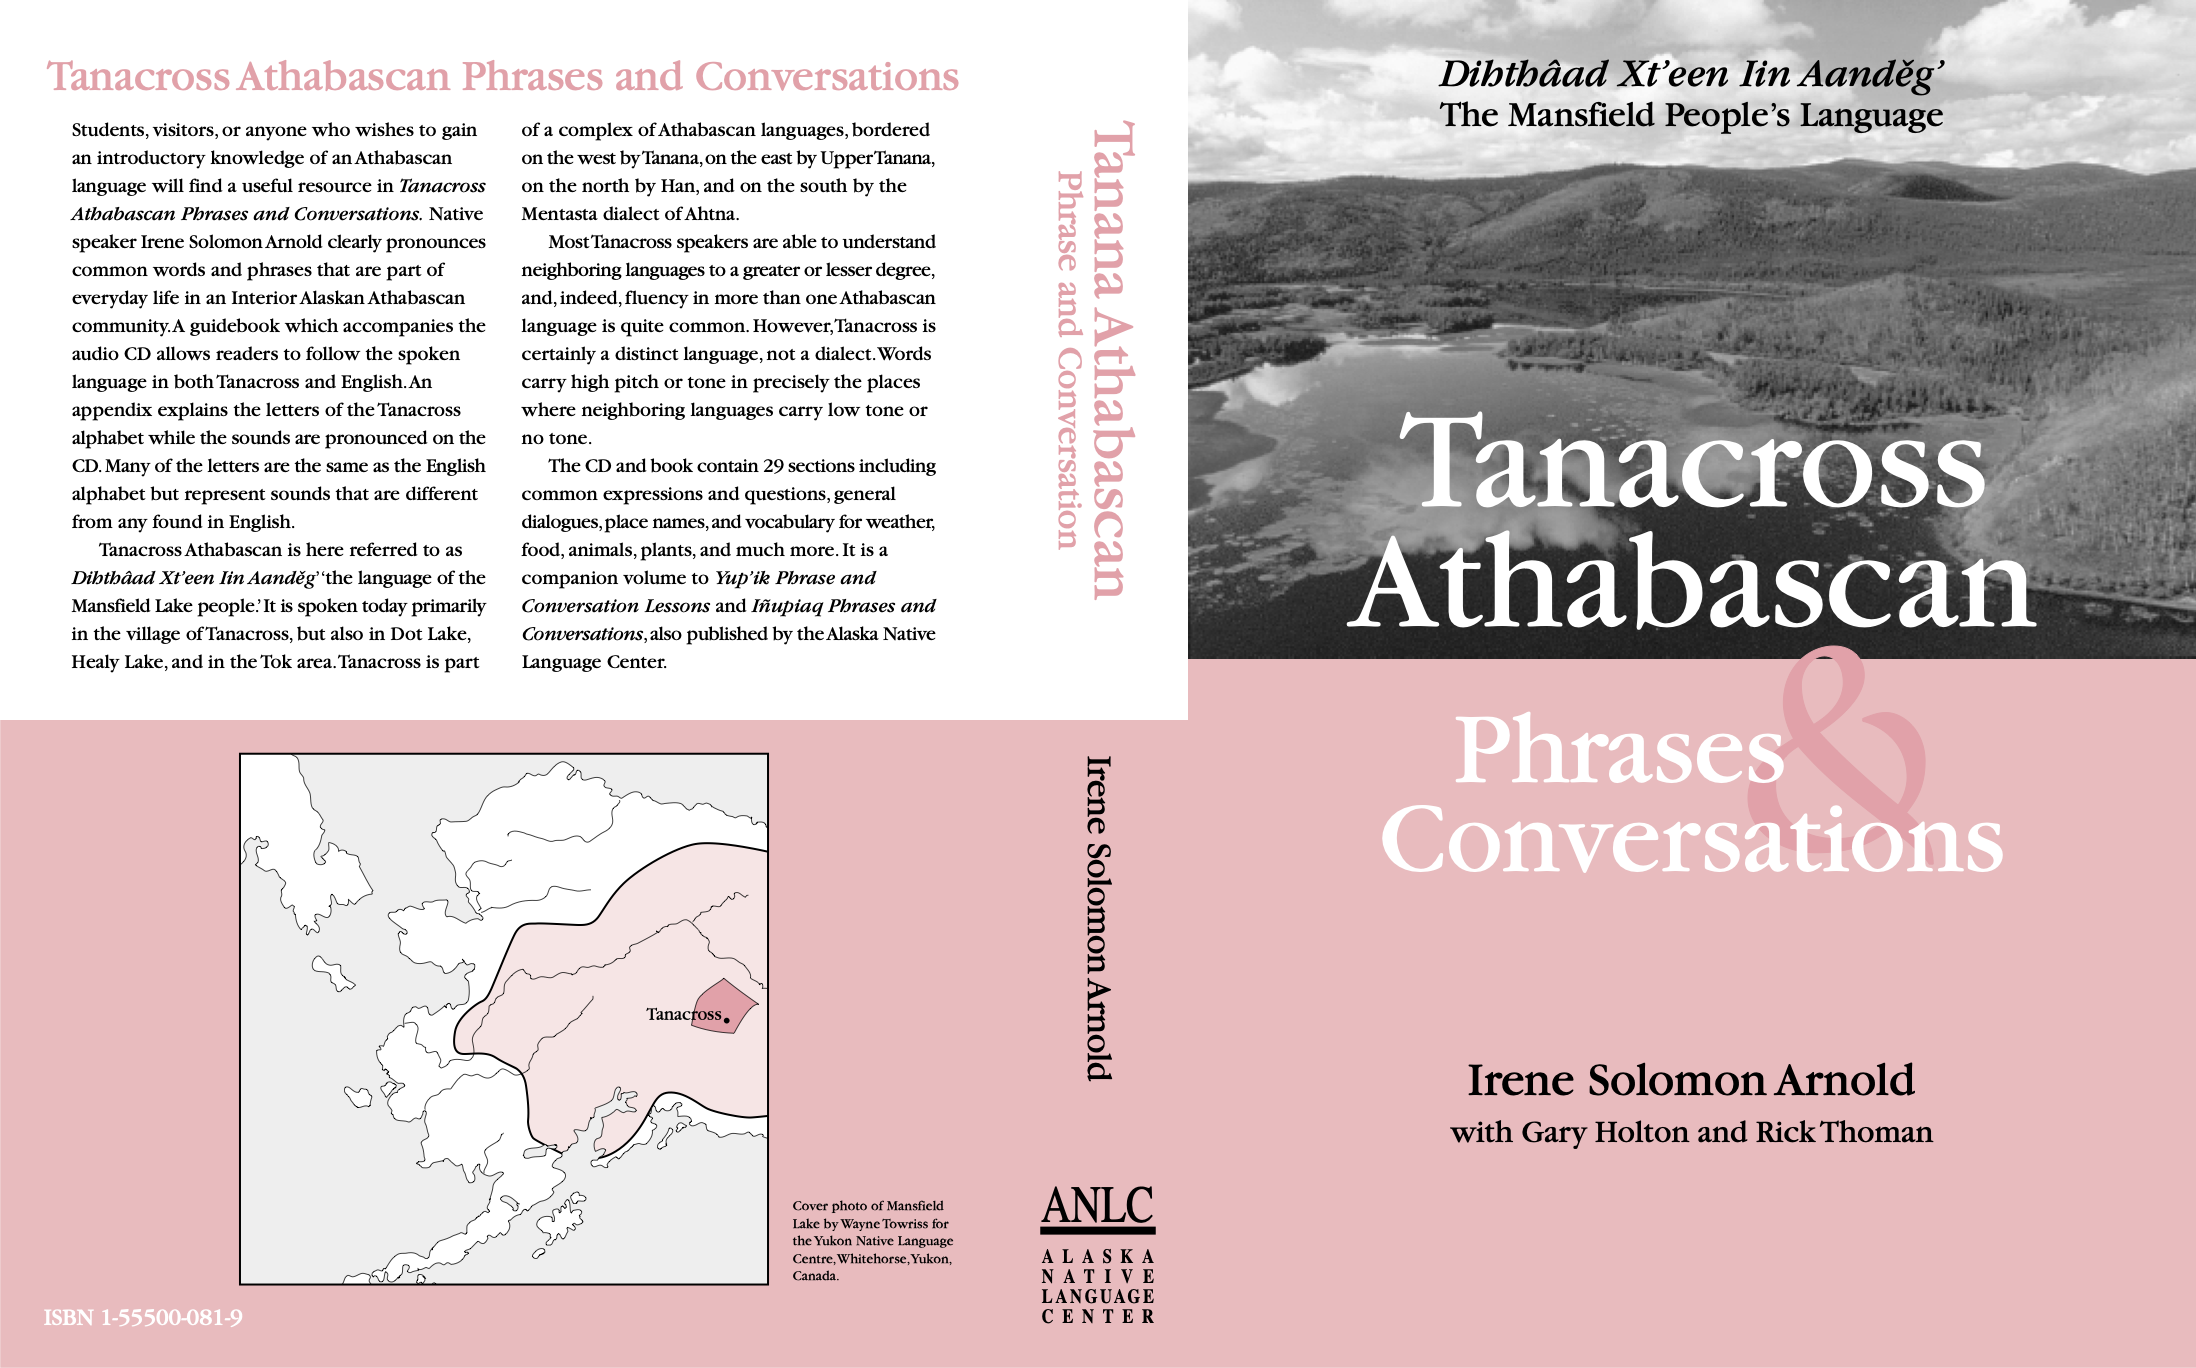 Tanacross Athabascan Phrases and Conversations
Students, visitors, or anyone who wishes to gain
an introductory knowledge of an Athabascan
language will find a useful resource in Tanacross
Athabascan Phrases and Conversations. Native
speaker Irene Solomon Arnold clearly pronounces
common words and phrases that are part of
everyday life in an Interior Alaskan Athabascan
community. A guidebook which accompanies the
audio CD allows readers to follow the spoken
language in both Tanacross and English. An
appendix explains the letters of the Tanacross
alphabet while the sounds are pronounced on the
CD. Many of the letters are the same as the English
alphabet but represent sounds that are different
from any found in English.
Tanacross Athabascan is here referred to as
Dihthâad Xt’een Iin Aandĕg’ ‘the language of the
Mansfield Lake people.’ It is spoken today primarily
in the village of Tanacross, but also in Dot Lake,
Healy Lake, and in the Tok area. Tanacross is part
of a complex of Athabascan languages, bordered
on the west by Tanana, on the east by Upper Tanana,
on the north by Han, and on the south by the
Mentasta dialect of Ahtna.
Most Tanacross speakers are able to understand
neighboring languages to a greater or lesser degree,
and, indeed, fluency in more than one Athabascan
language is quite common. However, Tanacross is
certainly a distinct language, not a dialect. Words
carry high pitch or tone in precisely the places
where neighboring languages carry low tone or
no tone.
The CD and book contain 29 sections including
common expressions and questions, general
dialogues, place names, and vocabulary for weather,
food, animals, plants, and much more. It is a
companion volume to Yup’ik Phrase and
Conversation Lessons and Iñupiaq Phrases and
Conversations, also published by the Alaska Native
Language Center.
Tanacross
Cover photo of Mansfield
Lake by Wayne Towriss for
the Yukon Native Language
Centre, Whitehorse, Yukon,
Canada.
ISBN 1-55500-081-9
Tanana Athabascan
Phrase and Conversation
Irene Solomon Arnold
ANLC
ALASKA
NATIVE
LANGUAGE
CENTER
Dihthâad Xt’een Iin Aandĕg’
The Mansfield People’s Language
Tanacross
Athabascan
&
Phrases
Conversations
Irene Solomon Arnold
with Gary Holton and Rick Thoman